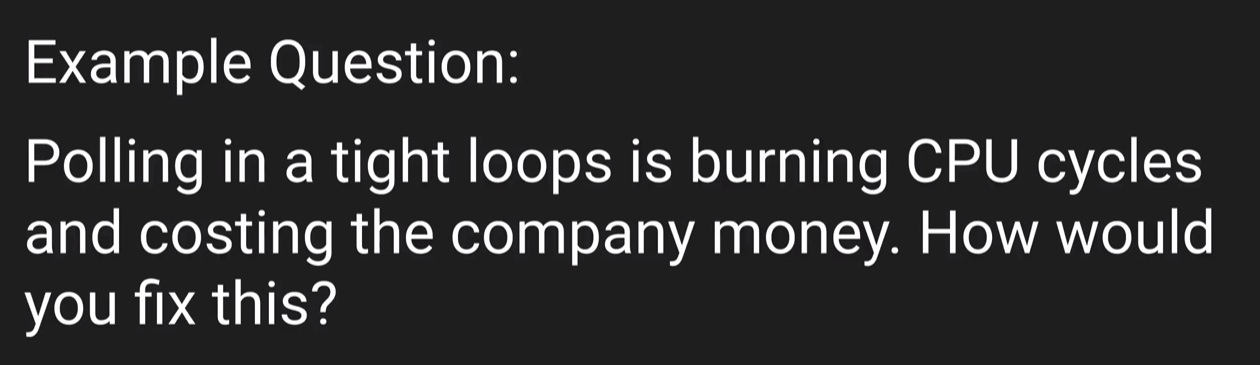 Example Question:
Polling in a tight loops is burning CPU cycles
and costing the company money. How would
you fix this?